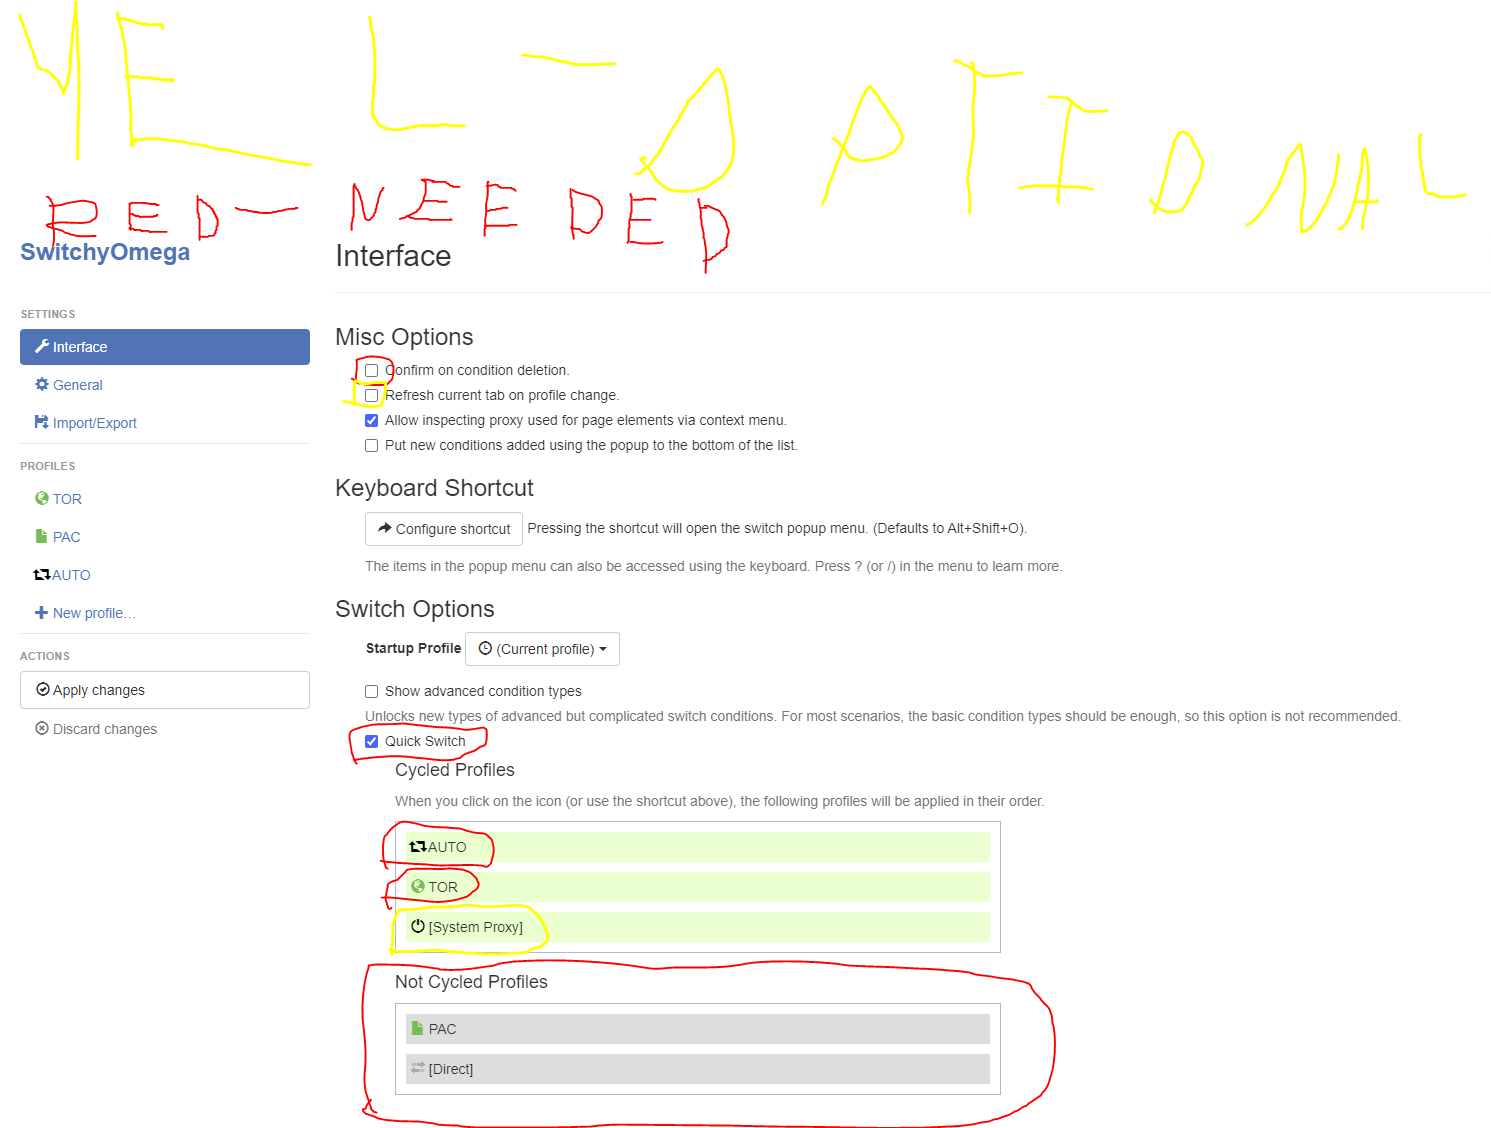 YEL - OPTIONAL
RED - NEEDED
SwitchyOmega
Interface
SETTINGS
Interface
General
Import/Export
PROFILES
TOR
PAC
AUTO
New profile…
ACTIONS
Apply changes
Discard changes
Misc Options
Confirm on condition deletion.
Refresh current tab on profile change.
Allow inspecting proxy used for page elements via context menu.
Put new conditions added using the popup to the bottom of the list.
Keyboard Shortcut
Configure shortcut Pressing the shortcut will open the switch popup menu. (Defaults to Alt+Shift+O).
The items in the popup menu can also be accessed using the keyboard. Press ? (or /) in the menu to learn more.
Switch Options
Startup Profile (Current profile)
Show advanced condition types
Unlocks new types of advanced but complicated switch conditions. For most scenarios, the basic condition types should be enough, so this option is not recommended.
Quick Switch
Cycled Profiles
When you click on the icon (or use the shortcut above), the following profiles will be applied in their order.
AUTO
TOR
[System Proxy]
Not Cycled Profiles
PAC
[Direct]